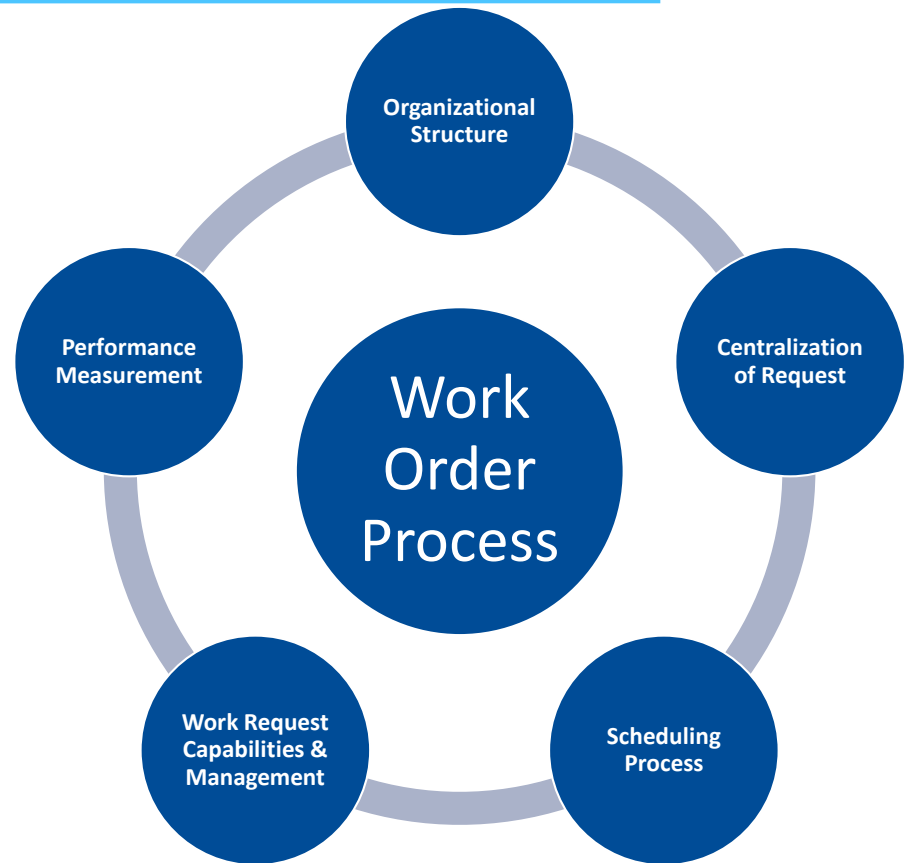 Organizational
Structure
Centralization
of Request
Scheduling
Process
Work Request
Capabilities &
Management
Performance
Measurement
Work
Order
Process